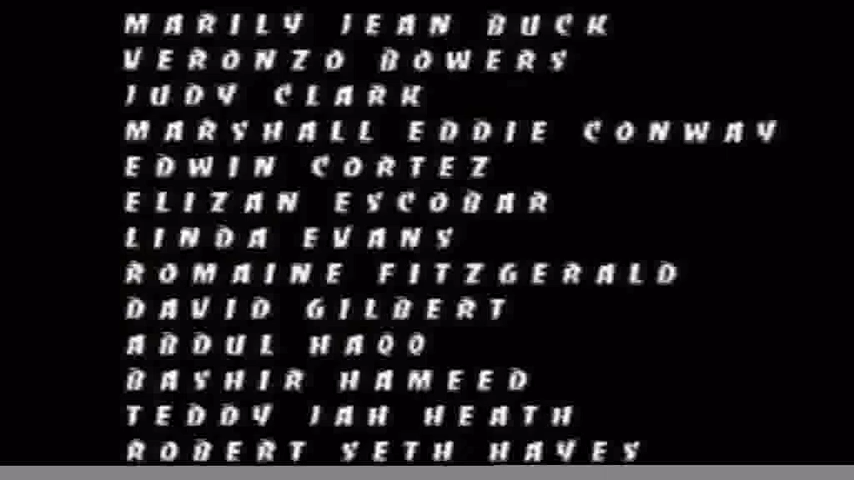 MARILY JEAN BUCK
VERONZO BOWERS
JUDY CLARK
MARSHALL EDDIE CONWAY
EDWIN CORTEZ
ELIZAN ESCOBAR
LINDA EVANS
ROMAINE FITZGERALD
DAVID GILBERT
ABDUL HAQQ
BASHIR HAMEED
TEDDY JAH HEATH
ROBERT SETH HAYES